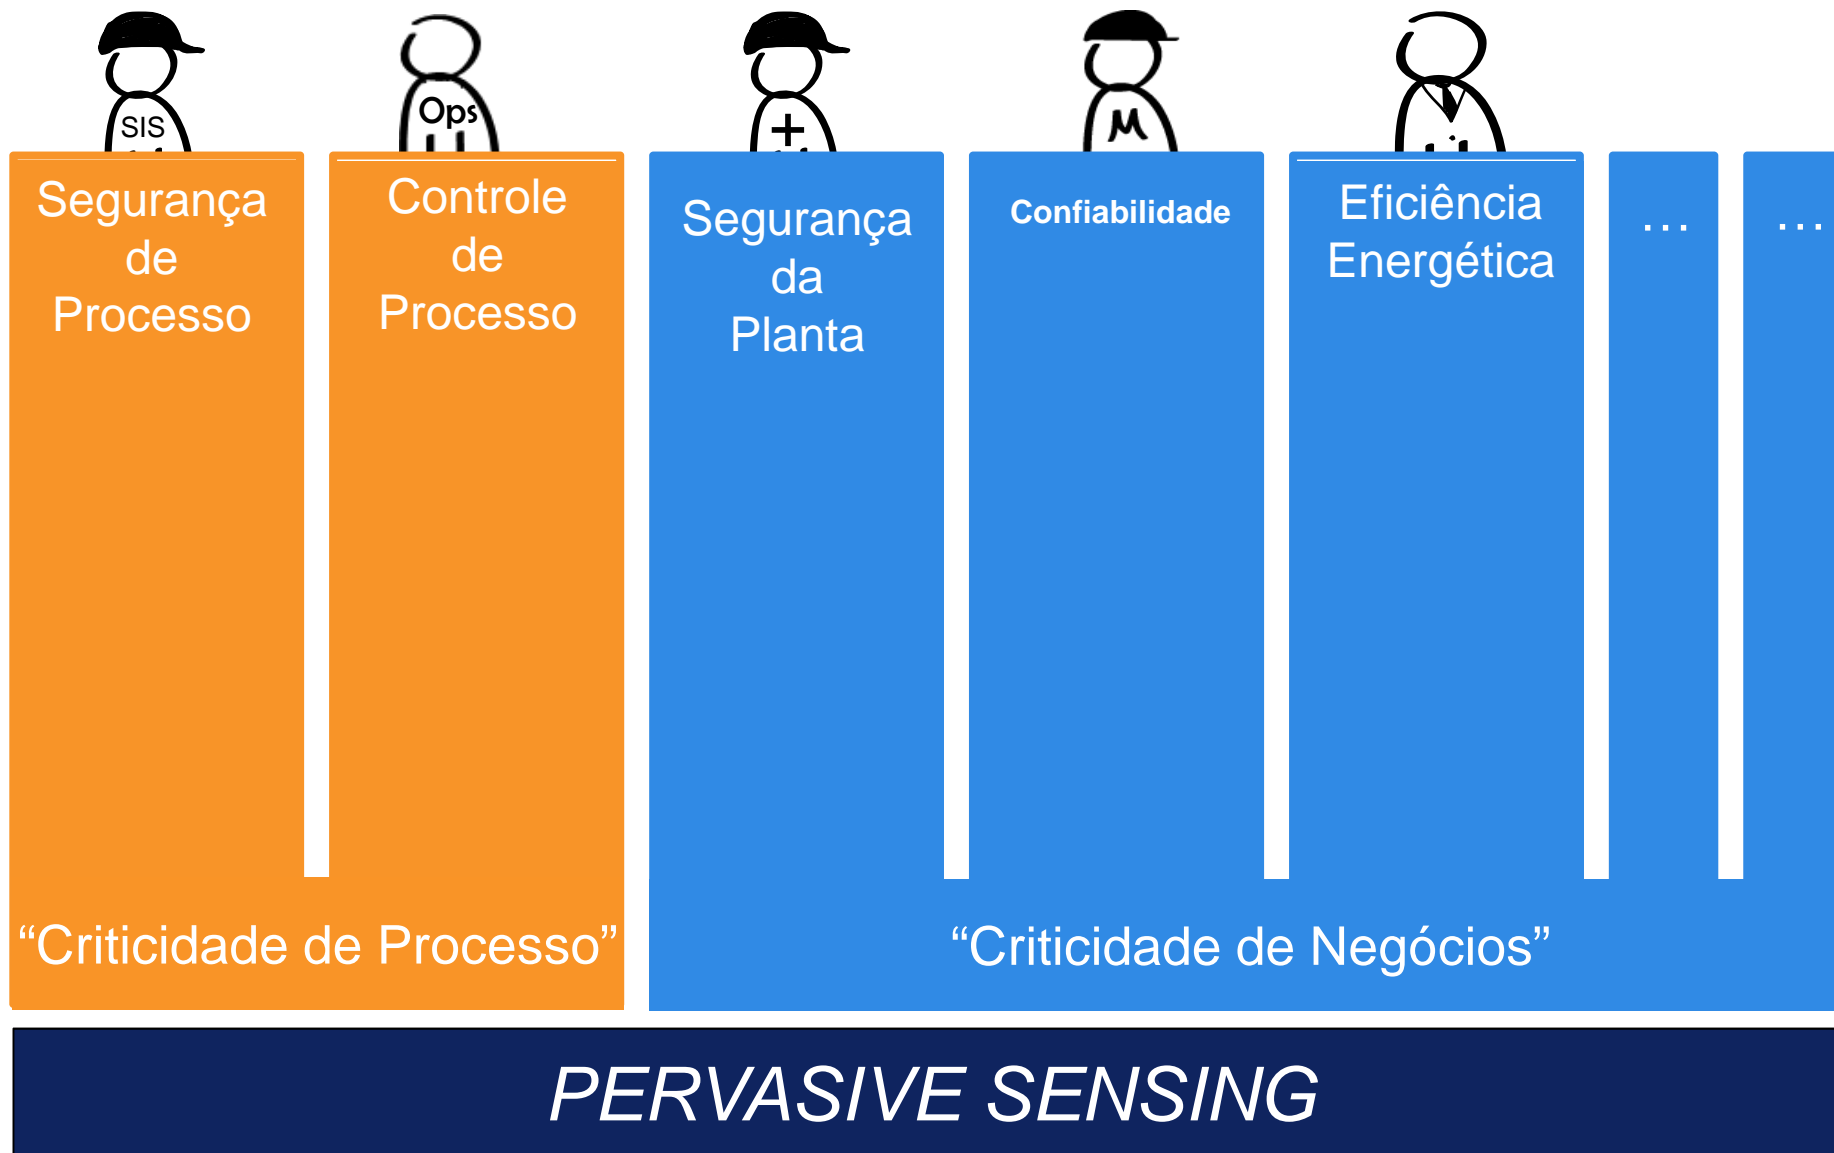 SIS
Ops
+
M
Segurança
de
Processo
Controle
de
Processo
Segurança
da
Planta
Confiabilidade
Eficiência
Energética
...
...
“Criticidade de Processo”
“Criticidade de Negócios”
PERVASIVE SENSING